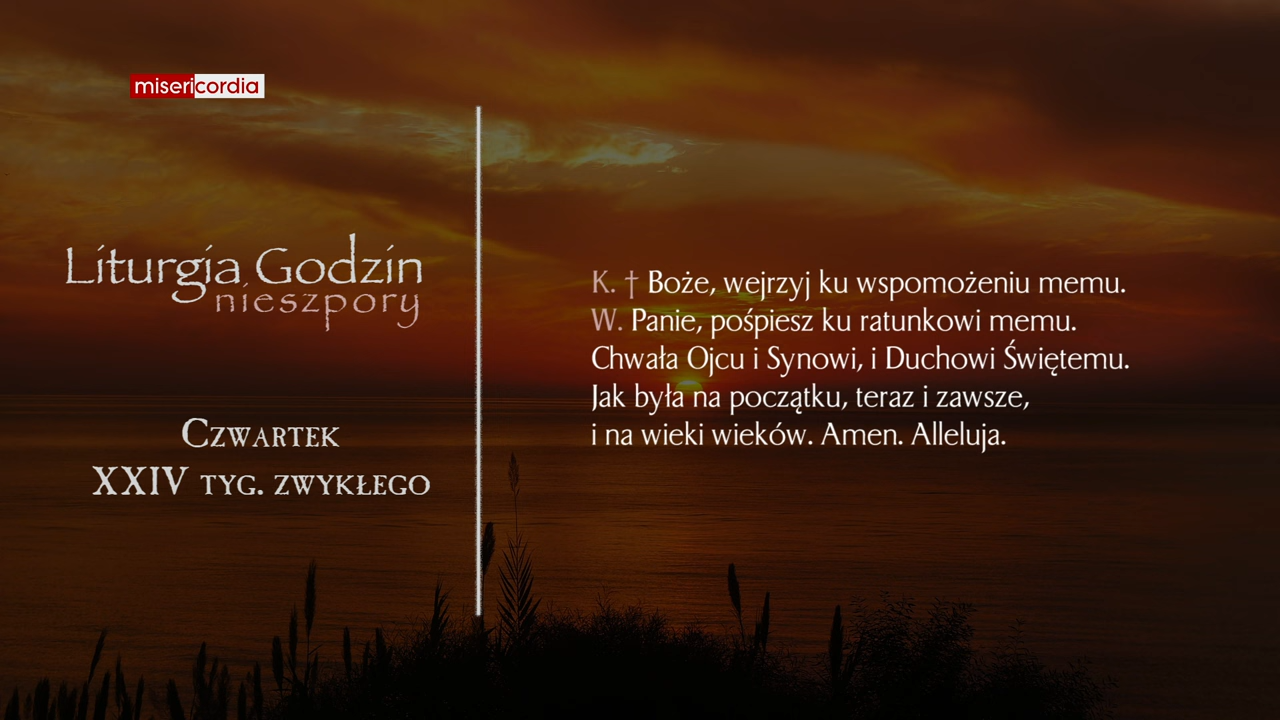 misericordia
Liturgia Godzin
nieszpory
Czwartek
XXIV tyg. zwykłego
K. † Boże, wejrzyj ku wspomożeniu memu.
W. Panie, pośpiesz ku ratunkowi memu.
Chwała Ojcu i Synowi, i Duchowi Świętemu.
Jak była na początku, teraz i zawsze,
i na wieki wieków. Amen. Alleluja.